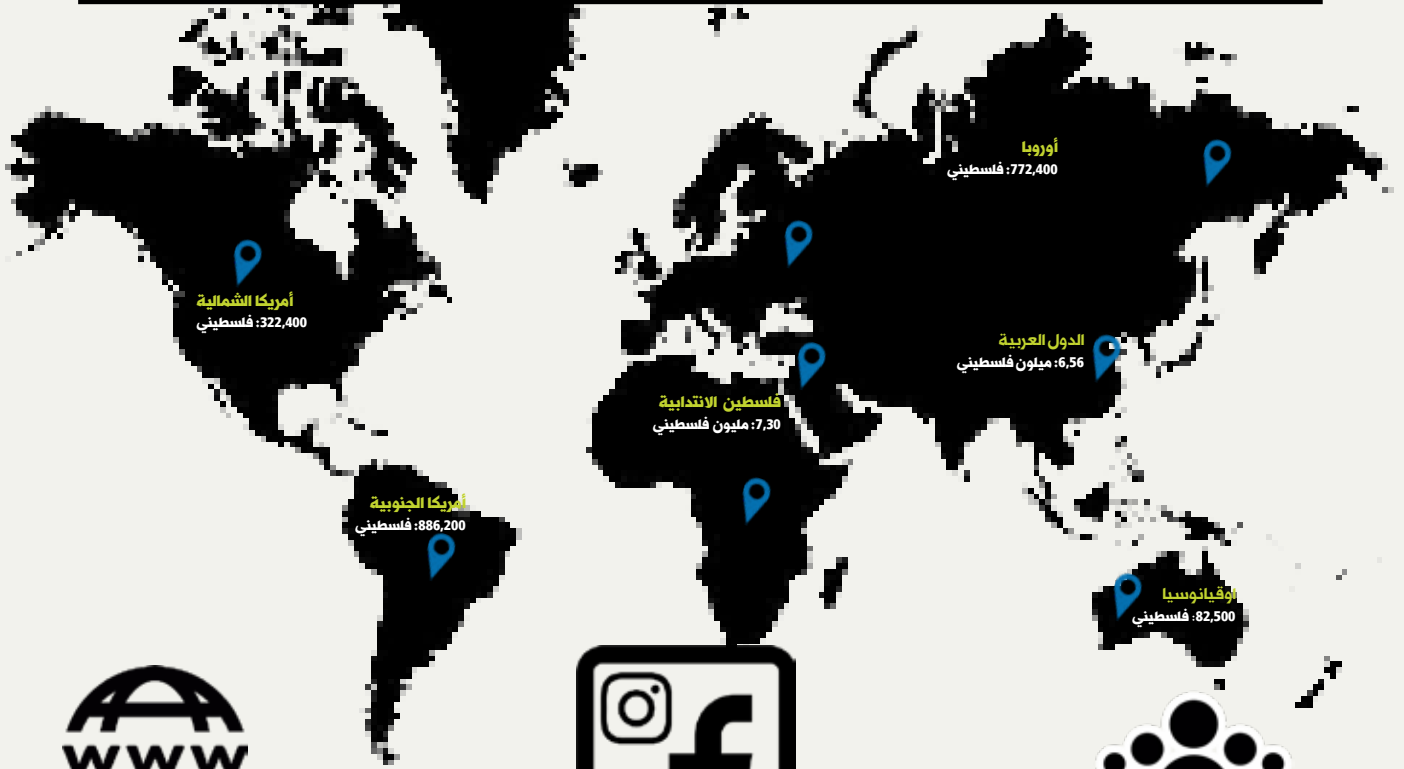 أوروبا
772,400: فلسطيني
أمريكا الشمالية
322,400: فلسطيني
الدول العربية
6,56: ميلون فلسطيني
فلسطين الانتدابية
7,30: مليون فلسطيني
أمريكا الجنوبية
886,200: فلسطيني
اوقيانوسيا
82,500: فلسطيني
www